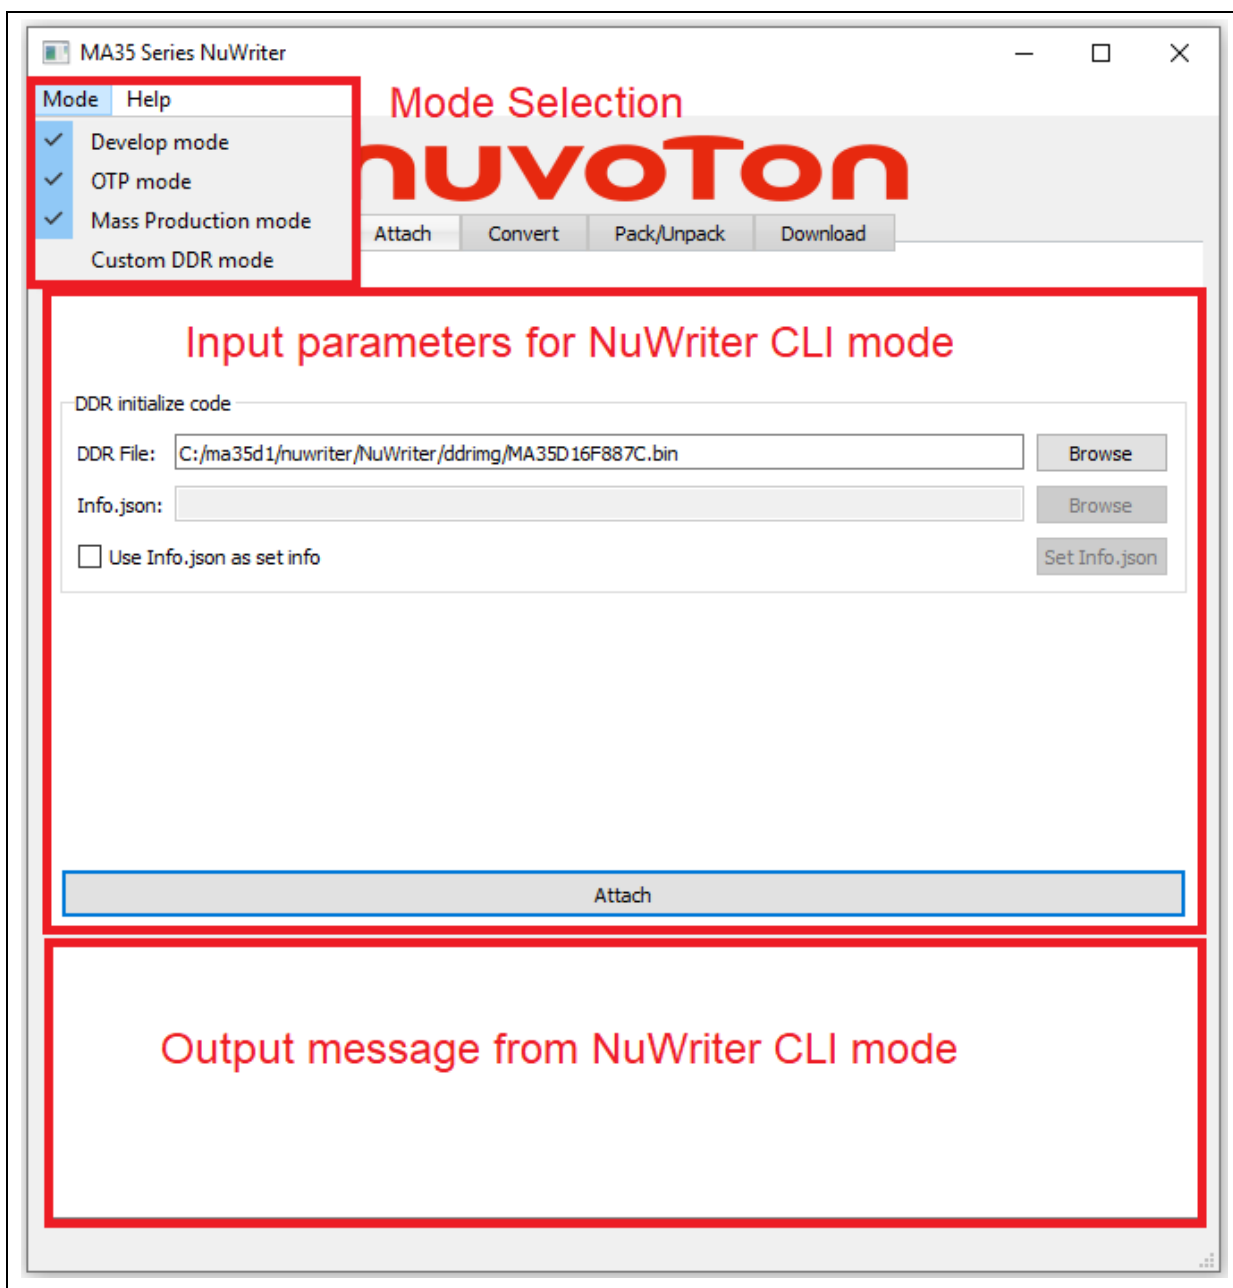 MA35 Series NuWriter
Mode Help
Mode Selection
Develop mode
OTP mode
Mass Production mode
Custom DDR mode
nuvoTon
Attach Convert Pack/Unpack Download
Input parameters for NuWriter CLI mode
DDR initialize code
DDR File: C:/ma35d1/nuwriter/NuWriter/ddrimg/MA35D16F887C.bin Browse
Info.json: Browse
Use Info.json as set info Set Info.json
Attach
Output message from NuWriter CLI mode